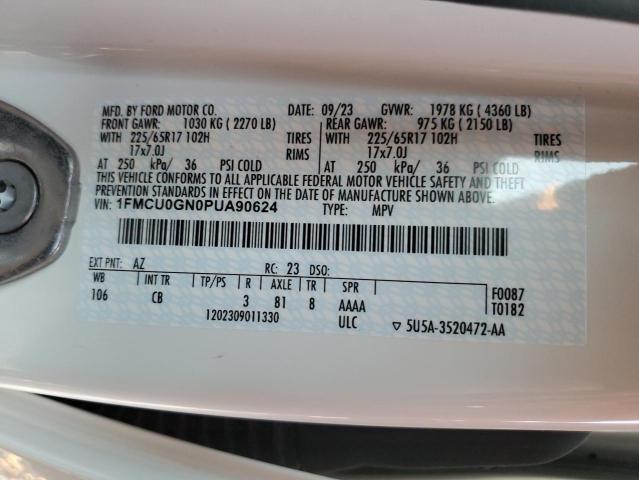 MFD. BY FORD MOTOR CO. DATE: 09/23 GVWR: 1978 KG ( 4360 LB)
FRONT GAWR: 1030 KG ( 2270 LB) REAR GAWR: 975 KG ( 2150 LB)
WITH 225/65R17 102H TIRES WITH 225/65R17 102H TIRES
17x7.0J RIMS 17x7.0J RIMS
AT 250 kPa/ 36 PSI COLD AT 250 kPa/ 36 PSI COLD
THIS VEHICLE CONFORMS TO ALL APPLICABLE FEDERAL MOTOR VEHICLE SAFETY AND THEFT
PREVENTION STANDARDS IN EFFECT ON THE DATE OF MANUFACTURE SHOWN ABOVE.
VIN: 1FMCU0GN0PUA90624 TYPE: MPV
EXT PNT: AZ RC: 23 DSO:
WB INT TR TP/PS R AXLE TR SPR F0087
106 CB 3 81 8 AAAA T0182
1202309011330 ULC ▽ 5U5A-3520472-AA